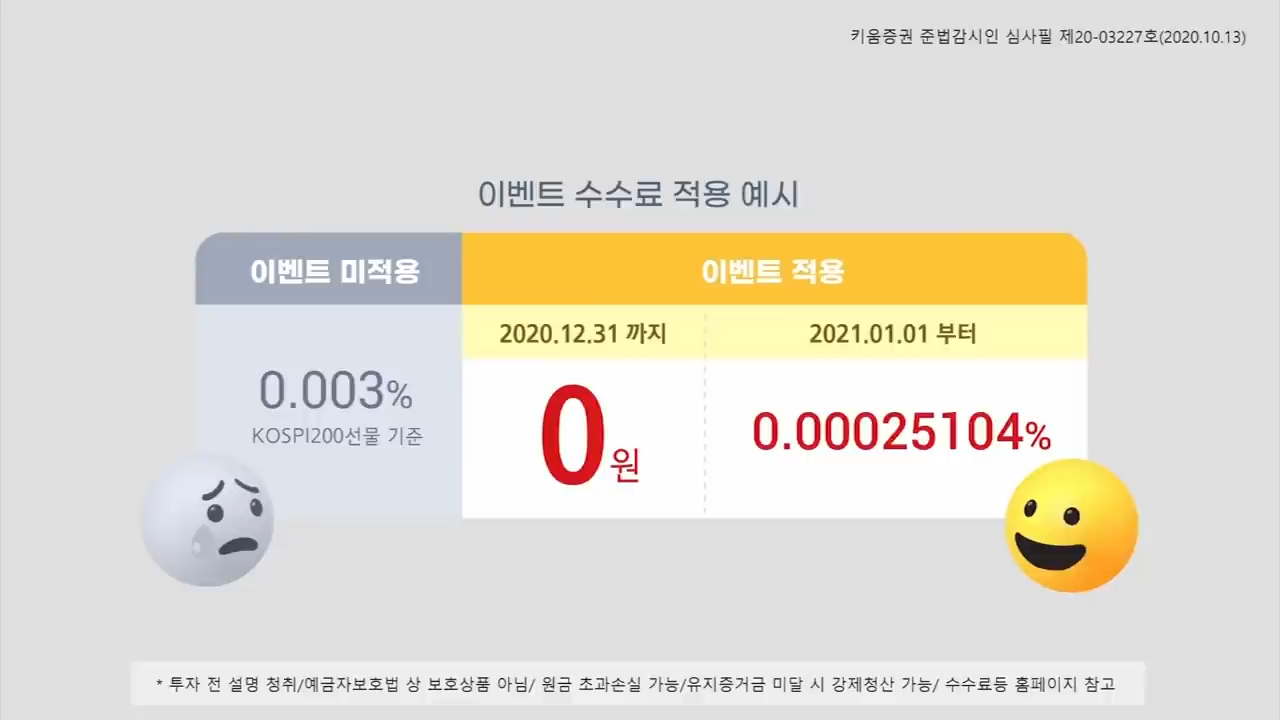 키움증권 준법감시인 심사필 제20-03227호(2020.10.13)
이벤트 수수료 적용 예시
이벤트 미적용
이벤트 적용
2020.12.31 까지
2021.01.01 부터
0.003%
KOSPI200선물 기준
0원
0.00025104%
* 투자 전 설명 청취/예금자보호법 상 보호상품 아님/ 원금 초과손실 가능/유지증거금 미달 시 강제청산 가능/ 수수료등 홈페이지 참고